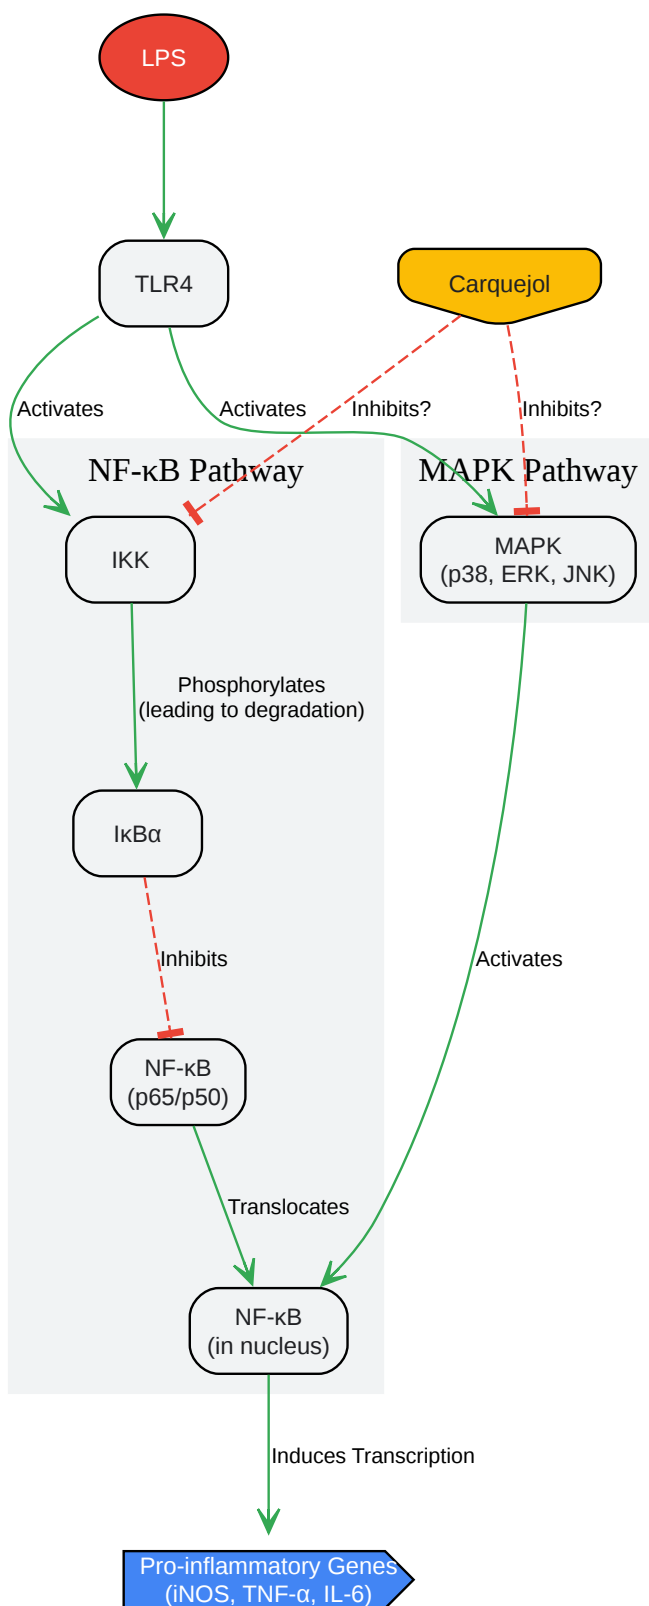 LPS
TLR4
Carquejol
Activates
Activates
Inhibits?
Inhibits?
NF-κB Pathway
MAPK Pathway
IKK
MAPK
(p38, ERK, JNK)
Phosphorylates
(leading to degradation)
IκBα
Inhibits
Activates
NF-κB
(p65/p50)
Translocates
NF-κB
(in nucleus)
Induces Transcription
Pro-inflammatory Genes
(iNOS, TNF-α, IL-6)